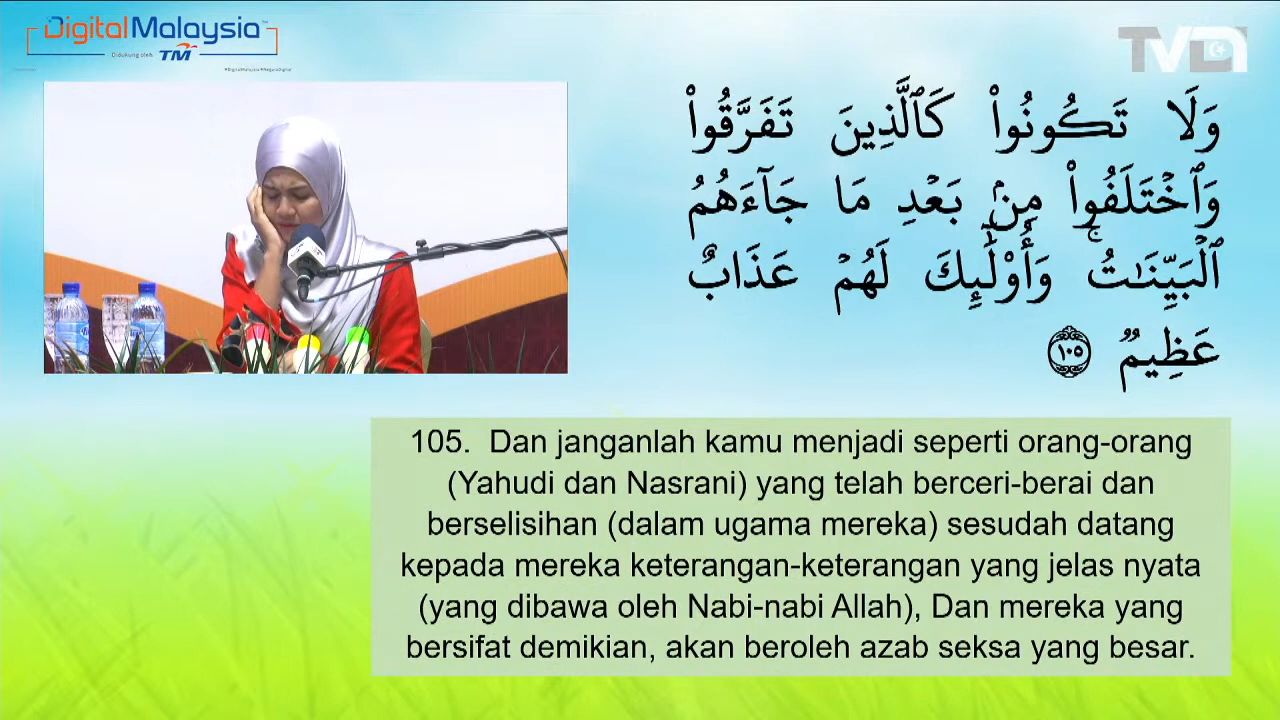 DigitalMalaysia
Didukung oleh TM
#DigitalMalaysia #NegaraDigital
TVDI
وَلَا تَكُونُوا۟ كَٱلَّذِينَ تَفَرَّقُوا۟
وَٱخْتَلَفُوا۟ مِنۢ بَعْدِ مَا جَآءَهُمُ
ٱلْبَيِّنَـٰتُ ۚ وَأُو۟لَـٰٓئِكَ لَهُمْ عَذَابٌ
عَظِيمٌ ١٠٥
105. Dan janganlah kamu menjadi seperti orang-orang
(Yahudi dan Nasrani) yang telah berceri-berai dan
berselisihan (dalam ugama mereka) sesudah datang
kepada mereka keterangan-keterangan yang jelas nyata
(yang dibawa oleh Nabi-nabi Allah), Dan mereka yang
bersifat demikian, akan beroleh azab seksa yang besar.